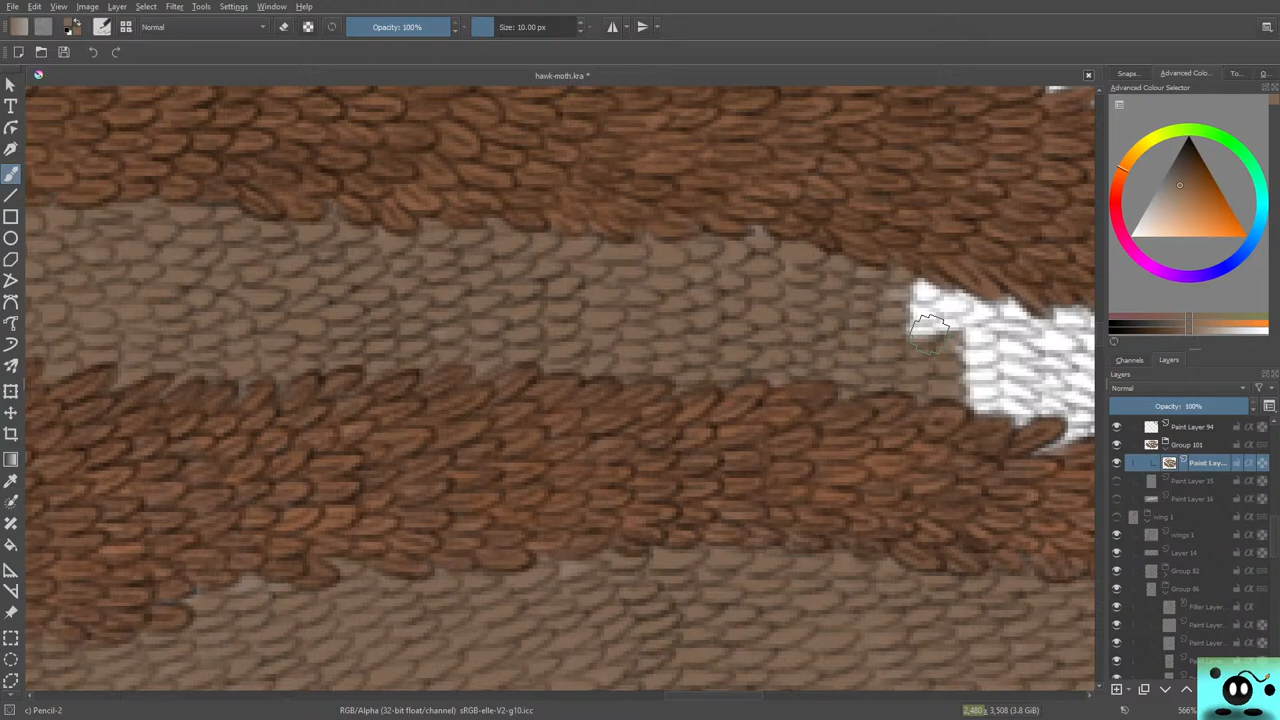 File Edit View Image Layer Select Filter Tools Settings Window Help
Normal Opacity: 100% Size: 10.00 px
hawk-moth.kra *
Snaps... Advanced Colo... To... O...
Advanced Colour Selector
Channels Layers
Layers
Normal
Opacity: 100%
Paint Layer 94
Group 101
Paint Lay...
Paint Layer 15
Paint Layer 16
wing 1
wings 1
Layer 14
Group 82
Group 86
Filter Layer...
Paint Layer...
Paint Layer...
c) Pencil-2 RGB/Alpha (32-bit float/channel) sRGB-elle-V2-g10.icc 2,480 x 3,508 (3.8 GiB) 566%